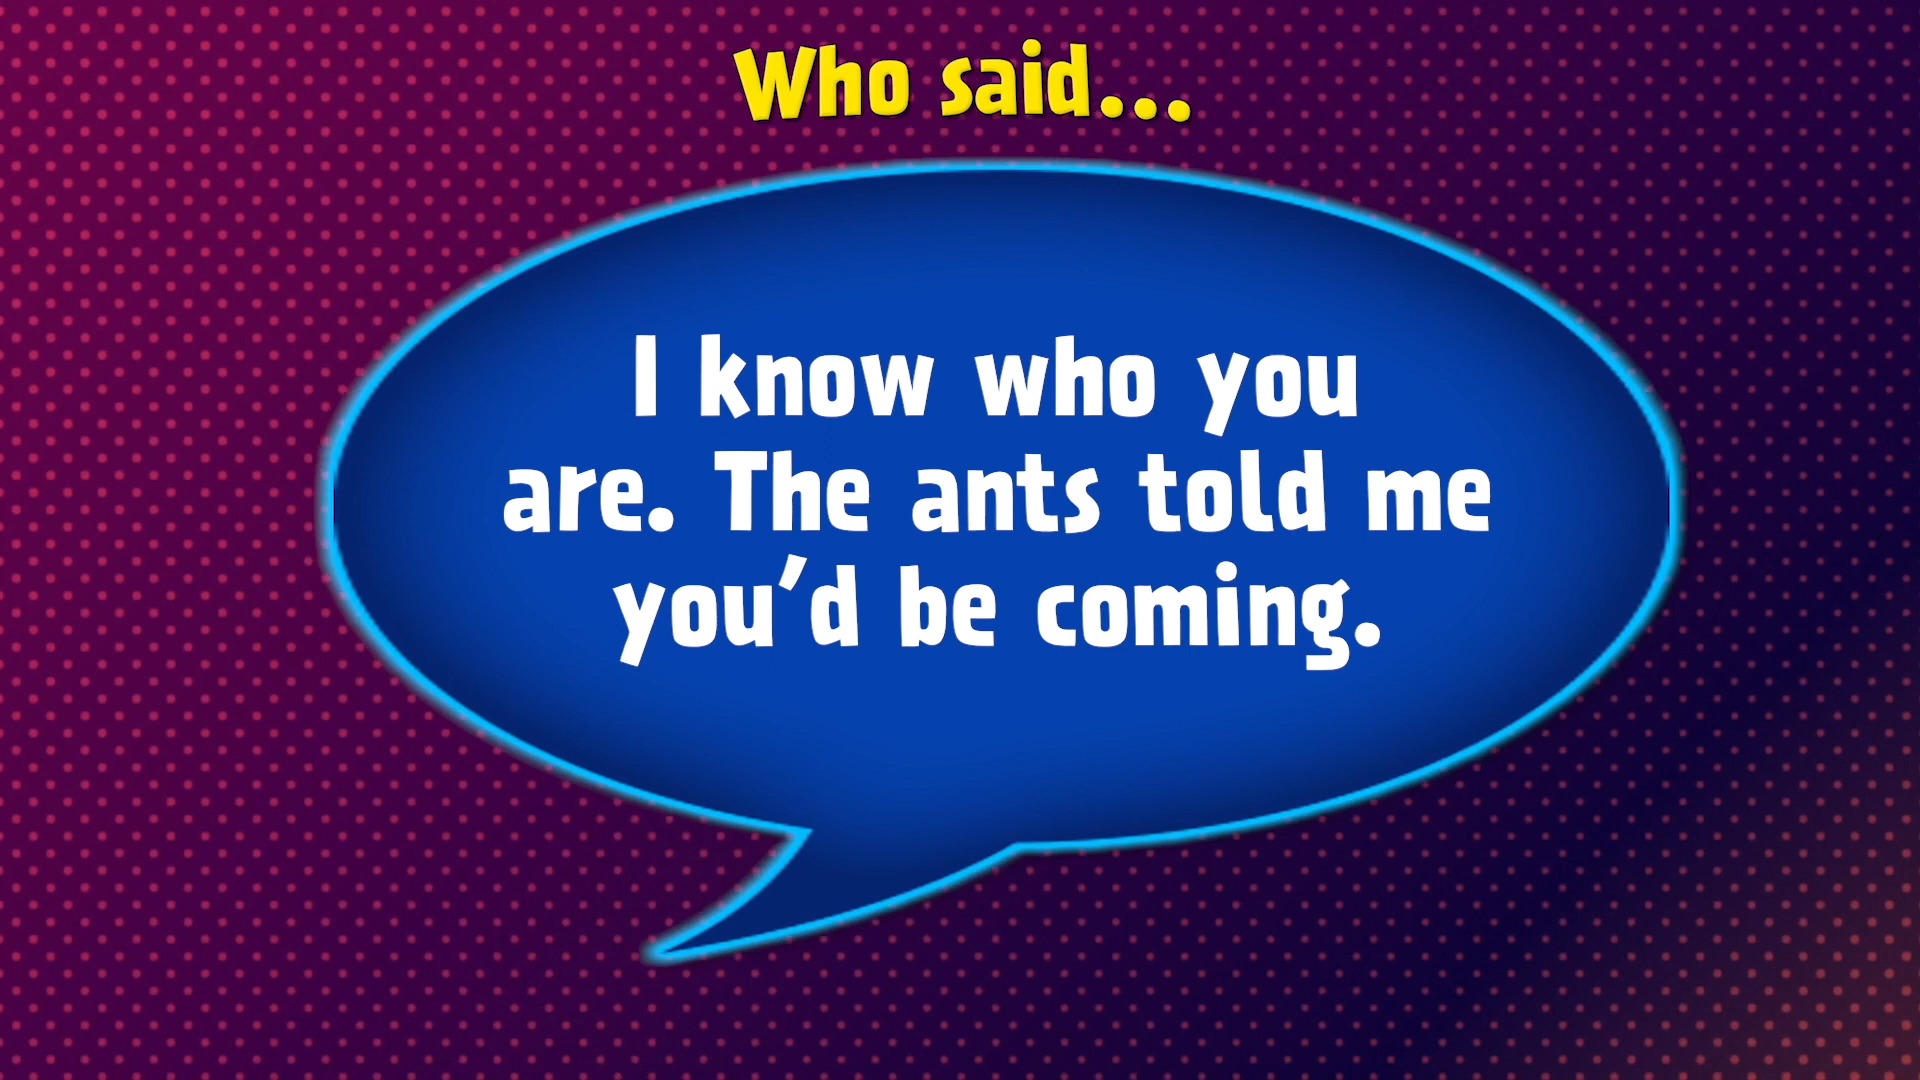 Who said...
I know who you
are. The ants told me
you'd be coming.